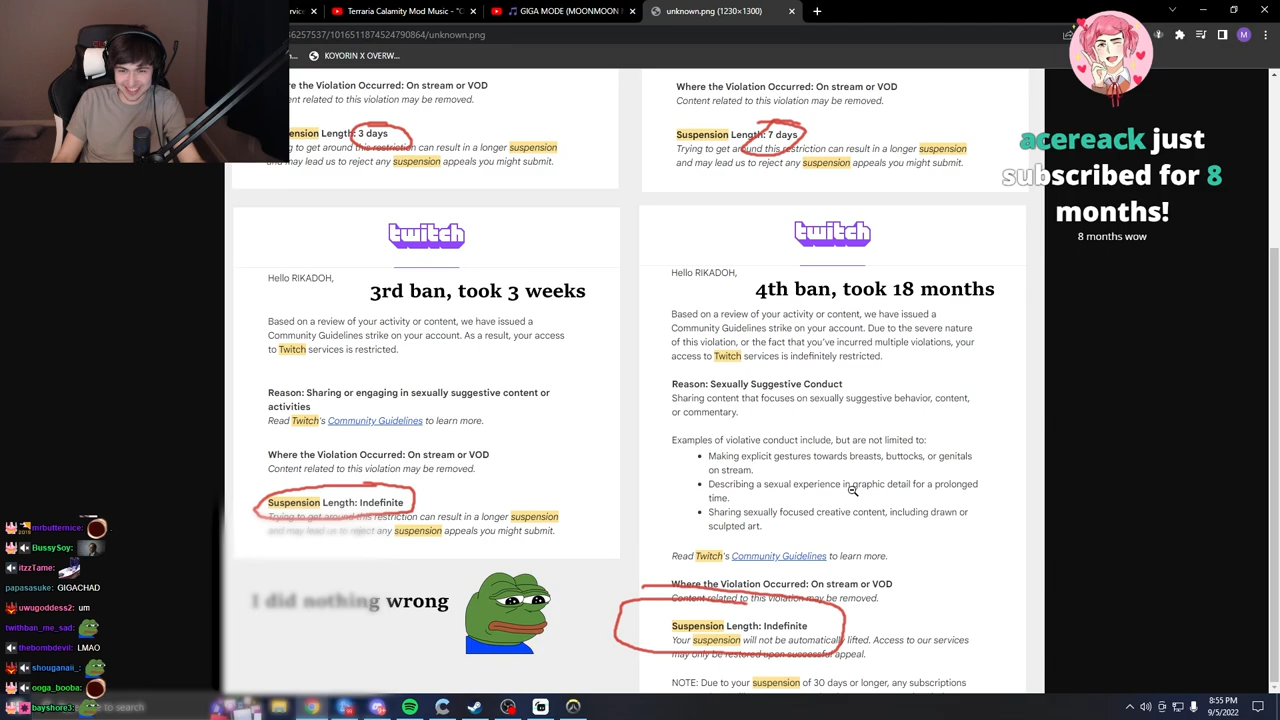 Twitch
GIGA MODE (MOONMOON
unknown.png (1300×1300)
36257537/1016511874524790864/unknown.png
KOYORIN X OVERW...
re the Violation Occurred: On stream or VOD
ent related to this violation may be removed.
ension Length: 3 days
ng to get around this restriction can result in a longer suspension
and may lead us to reject any suspension appeals you might submit.
Where the Violation Occurred: On stream or VOD
Content related to this violation may be removed.
Suspension Length: 7 days
Trying to get around this restriction can result in a longer suspension
and may lead us to reject any suspension appeals you might submit.
acereack just
subscribed for 8
months!
8 months wow
twitch
Hello RIKADOH,
3rd ban, took 3 weeks
Based on a review of your activity or content, we have issued a
Community Guidelines strike on your account. As a result, your access
to Twitch services is restricted.
Reason: Sharing or engaging in sexually suggestive content or
activities
Read Twitch's Community Guidelines to learn more.
Where the Violation Occurred: On stream or VOD
Content related to this violation may be removed.
Suspension Length: Indefinite
Trying to get around this restriction can result in a longer suspension
and may lead us to reject any suspension appeals you might submit.
I did nothing wrong
twitch
Hello RIKADOH,
4th ban, took 18 months
Based on a review of your activity or content, we have issued a
Community Guidelines strike on your account. Due to the severe nature
of this violation, or the fact that you've incurred multiple violations, your
access to Twitch services is indefinitely restricted.
Reason: Sexually Suggestive Conduct
Sharing content that focuses on sexually suggestive behavior, content,
or commentary.
Examples of violative conduct include, but are not limited to:
Making explicit gestures towards breasts, buttocks, or genitals
on stream.
Describing a sexual experience in graphic detail for a prolonged
time.
Sharing sexually focused creative content, including drawn or
sculpted art.
Read Twitch's Community Guidelines to learn more.
Where the Violation Occurred: On stream or VOD
Content related to this violation may be removed.
Suspension Length: Indefinite
Your suspension will not be automatically lifted. Access to our services
may only be restored upon successful appeal.
NOTE: Due to your suspension of 30 days or longer, any subscriptions
mrbutternice:
BussySoy:
itzzTame:
papasasuke: GIGACHAD
uwugoddess2: um
twithban_me_sad:
thebombdevil: LMAO
shouganaii_:
ooga_booba:
bayshore3:
to search
8:55 PM
9/5/2022